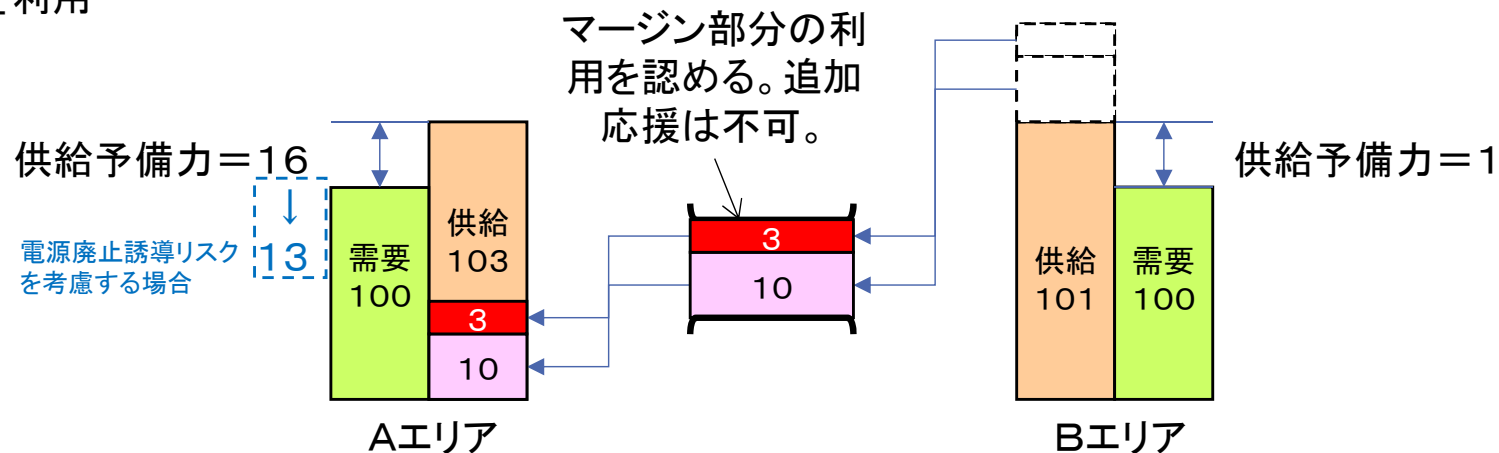 利用
マージン部分の利
用を認める。追加
応援は不可。
供給予備力＝16
↓
13
電源廃止誘導リスク
を考慮する場合
需要
100
供給
103
3
10
Aエリア
3
10
供給
101
需要
100
Bエリア
供給予備力＝1